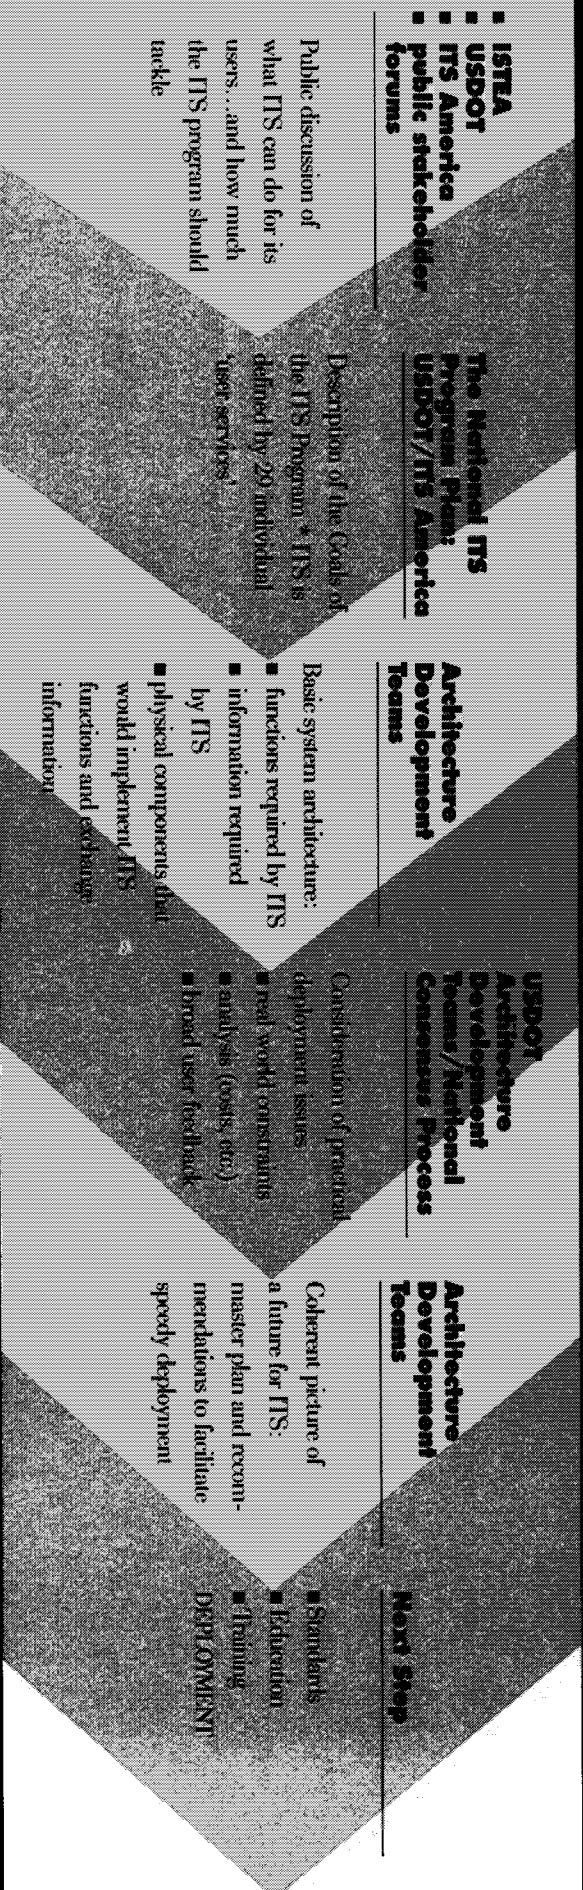 ■ ISTEA
■ USDOT
■ ITS America
■ public stakeholder
forums
Public discussion of
what ITS can do for its
users…and how much
the ITS program should
tackle
The National ITS
Program Plan:
USDOT/ITS America
Description of the Goals of
the ITS Program * ITS is
defined by 29 individual
‘user services’
Architecture
Development
Teams
Basic system architecture:
■ functions required by ITS
■ information required
by ITS
■ physical components that
would implement ITS
functions and exchange
information
USDOT
Architecture
Development
Teams/National
Consensus Process
Consideration of practical
deployment issues
■ real world constraints
■ analysis (costs, etc.)
■ broad user feedback
Architecture
Development
Teams
Coherent picture of
a future for ITS:
master plan and recom-
mendations to facilitate
speedy deployment
Next Step
■ Standards
■ Education
■ Training
DEPLOYMENT